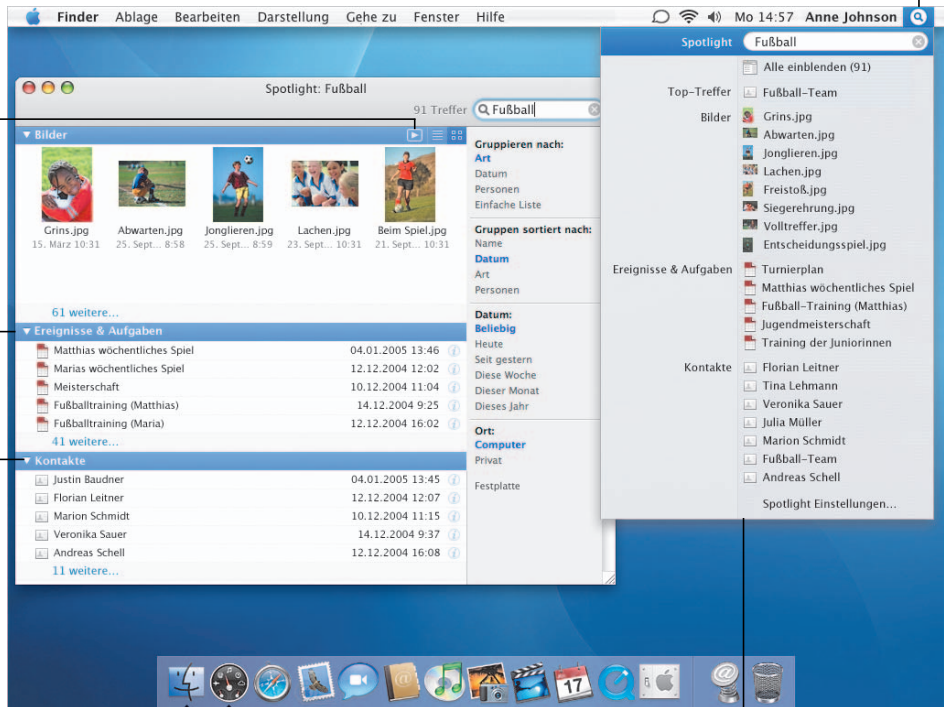 Finder Ablage Bearbeiten Darstellung Gehe zu Fenster Hilfe Mo 14:57 Anne Johnson
Spotlight Fußball
Alle einblenden (91)
Top-Treffer Fußball-Team
Bilder Grins.jpg
Abwarten.jpg
Jonglieren.jpg
Lachen.jpg
Freistoß.jpg
Siegerehrung.jpg
Volltreffer.jpg
Entscheidungsspiel.jpg
Ereignisse & Aufgaben Turnierplan
Matthias wöchentliches Spiel
Fußball-Training (Matthias)
Jugendmeisterschaft
Training der Juniorinnen
Kontakte Florian Leitner
Tina Lehmann
Veronika Sauer
Julia Müller
Marion Schmidt
Fußball-Team
Andreas Schell
Spotlight Einstellungen...
Spotlight: Fußball
91 Treffer Fußball
Bilder
Grins.jpg Abwarten.jpg Jonglieren.jpg Lachen.jpg Beim Spiel.jpg
15. März 10:31 25. Sept... 8:58 25. Sept... 8:59 23. Sept... 10:31 21. Sept... 10:31
61 weitere...
Ereignisse & Aufgaben
Matthias wöchentliches Spiel 04.01.2005 13:46
Marias wöchentliches Spiel 12.12.2004 12:02
Meisterschaft 10.12.2004 11:04
Fußballtraining (Matthias) 14.12.2004 9:25
Fußballtraining (Maria) 12.12.2004 16:02
41 weitere...
Kontakte
Justin Baudner 04.01.2005 13:45
Florian Leitner 12.12.2004 12:07
Marion Schmidt 10.12.2004 11:15
Veronika Sauer 14.12.2004 9:37
Andreas Schell 12.12.2004 16:08
11 weitere...
Gruppieren nach:
Art
Datum
Personen
Einfache Liste
Gruppen sortiert nach:
Name
Datum
Art
Personen
Datum:
Beliebig
Heute
Seit gestern
Diese Woche
Dieser Monat
Dieses Jahr
Ort:
Computer
Privat
Festplatte
17